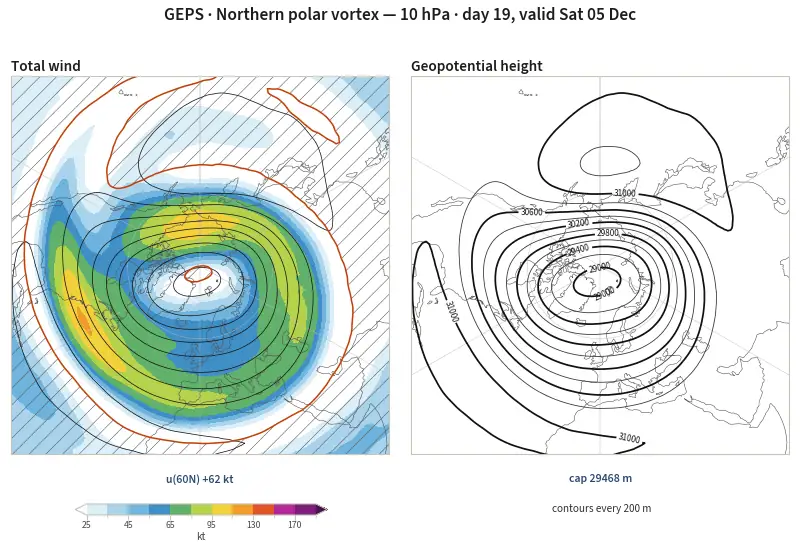 GEPS · Northern polar vortex — 10 hPa · day 19, valid Sat 05 Dec
Total wind
Geopotential height
31000
30600
30200
29800
29400
29000
29000
31000
31000
u(60N) +62 kt
cap 29468 m
contours every 200 m
25 45 65 95 130 170
kt